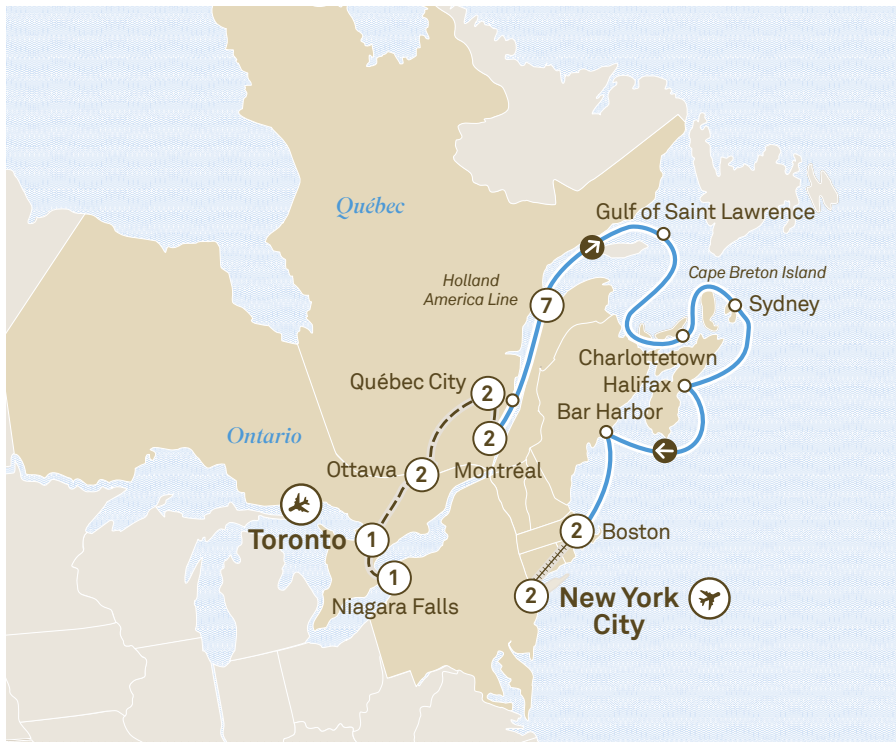 Québec
Gulf of Saint Lawrence
Cape Breton Island
Holland
America Line
7
Sydney
Charlottetown
Québec City
2
Halifax
Bar Harbor
Ontario
2
Montréal
Ottawa
2
Toronto
1
2
Boston
1
Niagara Falls
2
New York
City